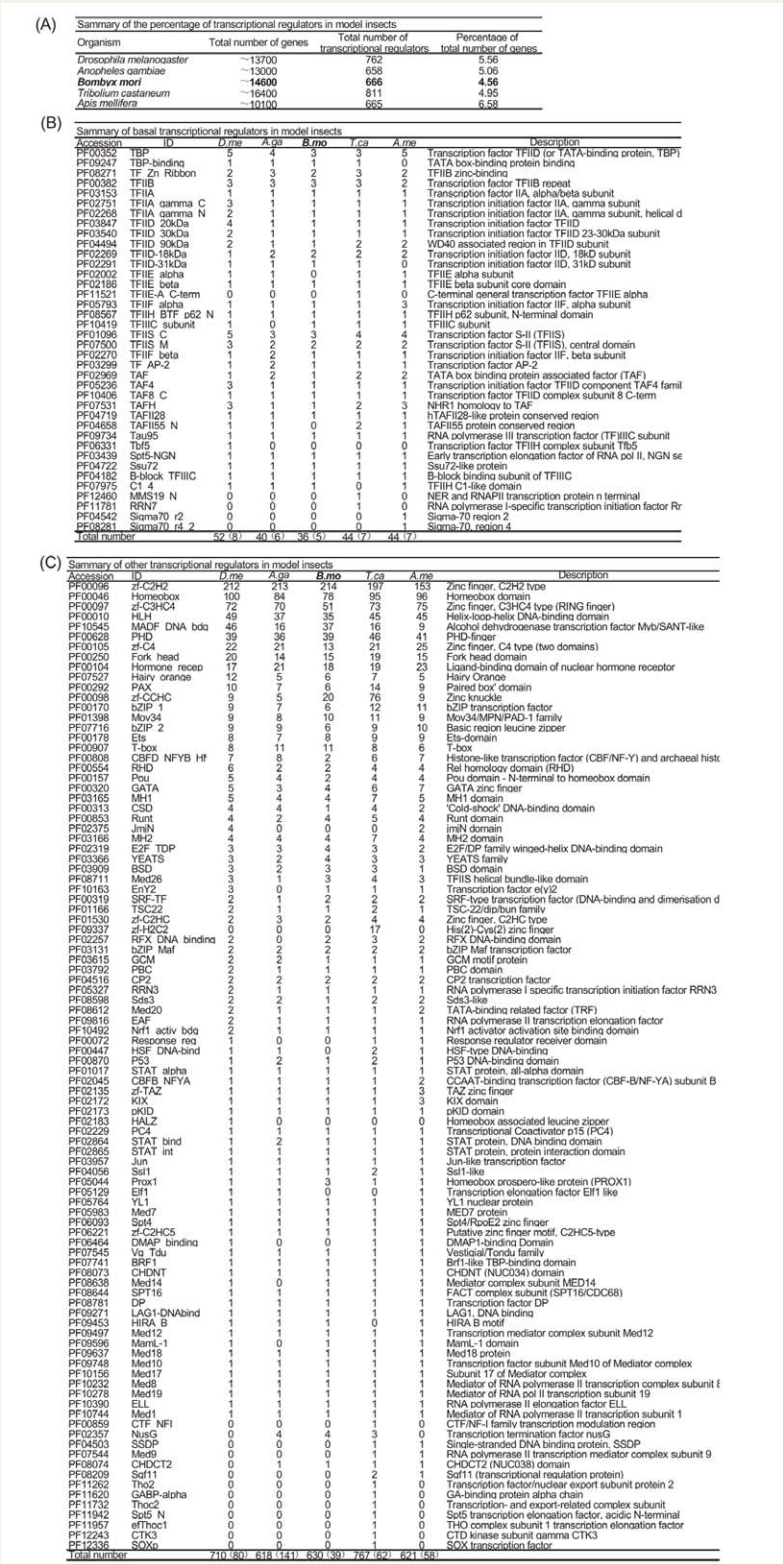 (A)
Summary of the percentage of transcriptional regulators in model insects
Organism Total number of genes Total number of transcriptional regulators Percentage of total number of genes
Drosophila melanogaster ~13700 762 5.56
Anopheles gambiae ~13000 658 5.06
Bombyx mori ~14600 666 4.56
Tribolium castaneum ~16400 811 4.95
Apis mellifera ~10100 665 6.58
(B)
Sammary of basal transcriptional regulators in model insects
Accession ID D.me A.ga B.mo T.ca A.me Description
PF00352 TBP 5 4 3 3 5 Transcription factor TFIID (or TATA-binding protein, TBP)
PF09247 TBP-binding 1 1 1 1 0 TATA box-binding protein binding
PF08271 TF Zn Ribbon 2 3 2 3 2 TFIIB zinc-binding
PF00382 TFIIB 3 3 3 3 2 Transcription factor TFIIB repeat
PF03153 TFIIA 1 1 1 1 1 Transcription factor IIA, alpha/beta subunit
PF02751 TFIIA gamma C 3 1 1 1 1 Transcription initiation factor IIA, gamma subunit
PF02268 TFIIA gamma N 2 1 1 1 1 Transcription initiation factor IIA, gamma subunit, helical d
PF03847 TFIID 20kDa 4 1 1 1 1 Transcription initiation factor TFIID
PF03540 TFIID 30kDa 2 1 1 1 1 Transcription initiation factor TFIID 23-30kDa subunit
PF04494 TFIID 90kDa 2 1 1 2 2 WD40 associated region in TFIID subunit
PF02269 TFIID-18kDa 1 2 2 2 2 Transcription initiation factor IID, 18kD subunit
PF02291 TFIID-31kDa 1 1 1 1 0 Transcription initiation factor IID, 31kD subunit
PF02002 TFIIE alpha 1 1 0 1 1 TFIIE alpha subunit
PF02186 TFIIE beta 1 1 1 1 1 TFIIE beta subunit core domain
PF11521 TFIIE-A C-term 0 0 0 1 0 C-terminal general transcription factor TFIIE alpha
PF05793 TFIIF alpha 1 1 1 1 3 Transcription initiation factor IIF, alpha subunit
PF08567 TFIIH BTF p62 N 1 1 1 1 1 TFIIH p62 subunit, N-terminal domain
PF10419 TFIIIC subunit 1 0 1 1 1 TFIIIC subunit
PF01096 TFIIS C 5 3 3 4 4 Transcription factor S-II (TFIIS)
PF07500 TFIIS M 3 2 2 2 2 Transcription factor S-II (TFIIS), central domain
PF02270 TFIIF beta 1 2 1 1 1 Transcription initiation factor IIF, beta subunit
PF03299 TF AP-2 1 2 1 1 1 Transcription factor AP-2
PF02969 TAF 1 2 1 2 2 TATA box binding protein associated factor (TAF)
PF05236 TAF4 3 1 1 1 1 Transcription initiation factor TFIID component TAF4 famil
PF10406 TAF8 C 1 1 1 1 1 Transcription factor TFIID complex subunit 8 C-term
PF07531 TAFH 3 1 1 2 3 NHR1 homology to TAF
PF04719 TAFII28 1 1 1 1 1 hTAFII28-like protein conserved region
PF04658 TAFII55 N 1 1 0 2 1 TAFII55 protein conserved region
PF09734 Tau95 1 1 1 1 1 RNA polymerase III transcription factor (TF)IIIC subunit
PF06331 Tbf5 1 0 0 0 0 Transcription factor TFIIH complex subunit Tfb5
PF03439 Spt5-NGN 1 1 1 1 1 Early transcription elongation factor of RNA pol II, NGN se
PF04722 Ssu72 1 1 1 1 1 Ssu72-like protein
PF04182 B-block TFIIIC 1 1 1 1 1 B-block binding subunit of TFIIIC
PF07975 C1 4 1 1 1 0 1 TFIIH C1-like domain
PF12460 MMS19 N 0 0 0 1 0 NER and RNAPII transcription protein n terminal
PF11781 RRN7 0 0 0 1 0 RNA polymerase I-specific transcription initiation factor Rr
PF04542 Sigma70 r2 0 0 0 0 1 Sigma-70 region 2
PF08281 Sigma70 r4 2 0 0 0 0 1 Sigma-70, region 4
Total number 52 (8) 40 (6) 36 (5) 44 (7) 44 (7)
(C)
Sammary of other transcriptional regulators in model insects
Accession ID D.me A.ga B.mo T.ca A.me Description
PF00096 zf-C2H2 212 213 214 197 153 Zinc finger, C2H2 type
PF00046 Homeobox 100 84 78 95 96 Homeobox domain
PF00097 zf-C3HC4 72 70 51 73 75 Zinc finger, C3HC4 type (RING finger)
PF00010 HLH 49 37 35 45 45 Helix-loop-helix DNA-binding domain
PF10545 MADF DNA bdg 46 16 37 16 9 Alcohol dehydrogenase transcription factor Myb/SANT-like
PF00628 PHD 39 36 39 46 41 PHD-finger
PF00105 zf-C4 22 21 13 21 25 Zinc finger, C4 type (two domains)
PF00250 Fork head 20 14 15 19 15 Fork head domain
PF00104 Hormone recep 17 21 18 19 23 Ligand-binding domain of nuclear hormone receptor
PF07527 Hairy orange 12 5 6 7 5 Hairy Orange
PF00292 PAX 10 7 6 14 9 Paired box' domain
PF00098 zf-CCHC 9 5 20 76 9 Zinc knuckle
PF00170 bZIP 1 9 7 6 12 11 bZIP transcription factor
PF01398 Mov34 9 8 10 11 9 Mov34/MPN/PAD-1 family
PF07716 bZIP 2 9 9 6 9 10 Basic region leucine zipper
PF00178 Ets 8 7 8 9 9 Ets-domain
PF00907 T-box 8 11 11 8 6 T-box
PF00808 CBFD NFYB HM 7 8 2 6 7 Histone-like transcription factor (CBF/NF-Y) and archaeal histo
PF00554 RHD 6 2 2 4 4 Rel homology domain (RHD)
PF00157 Pou 5 4 2 4 4 Pou domain - N-terminal to homeobox domain
PF00320 GATA 5 3 4 6 7 GATA zinc finger
PF03165 MH1 5 4 4 7 5 MH1 domain
PF00313 CSD 4 4 1 4 2 'Cold-shock' DNA-binding domain
PF00853 Runt 4 2 4 5 4 Runt domain
PF02375 JmjN 4 0 0 0 2 jmjN domain
PF03166 MH2 4 4 4 7 4 MH2 domain
PF02319 E2F TDP 3 3 4 3 2 E2F/DP family winged-helix DNA-binding domain
PF03366 YEATS 3 2 4 3 3 YEATS family
PF03909 BSD 3 2 3 3 1 BSD domain
PF08711 Med26 3 1 3 4 3 TFIIS helical bundle-like domain
PF10163 EnY2 3 0 1 1 1 Transcription factor e(y)2
PF00319 SRF-TF 2 1 2 2 2 SRF-type transcription factor (DNA-binding and dimerisation d
PF01166 TSC22 2 1 1 2 1 TSC-22/dip/bun family
PF01530 zf-C2HC 2 3 2 4 4 Zinc finger, C2HC type
PF09337 zf-H2C2 0 0 0 17 0 His(2)-Cys(2) zinc finger
PF02257 RFX DNA binding 2 0 2 3 2 RFX DNA-binding domain
PF03131 bZIP Maf 2 2 2 2 2 bZIP Maf transcription factor
PF03615 GCM 2 2 1 1 1 GCM motif protein
PF03792 PBC 2 1 1 1 1 PBC domain
PF04516 CP2 2 2 2 2 2 CP2 transcription factor
PF05327 RRN3 2 1 1 1 1 RNA polymerase I specific transcription initiation factor RRN3
PF08598 Sds3 2 2 1 2 2 Sds3-like
PF08612 Med20 2 1 1 1 2 TATA-binding related factor (TRF)
PF09816 EAF 2 1 1 1 1 RNA polymerase II transcription elongation factor
PF10492 Nrf1 activ bdg 2 1 1 1 1 Nrf1 activator activation site binding domain
PF00072 Response reg 1 0 0 1 1 Response regulator receiver domain
PF00447 HSF DNA-bind 1 1 0 2 1 HSF-type DNA-binding
PF00870 P53 1 2 1 2 1 P53 DNA-binding domain
PF01017 STAT alpha 1 1 1 1 1 STAT protein, all-alpha domain
PF02045 CBFB NFYA 1 1 1 1 2 CCAAT-binding transcription factor (CBF-B/NF-YA) subunit B
PF02135 zf-TAZ 1 1 1 1 3 TAZ zinc finger
PF02172 KIX 1 1 1 1 3 KIX domain
PF02173 pKID 1 1 1 1 1 pKID domain
PF02183 HALZ 1 0 0 0 0 Homeobox associated leucine zipper
PF02229 PC4 1 1 1 1 1 Transcriptional Coactivator p15 (PC4)
PF02864 STAT bind 1 2 1 1 1 STAT protein, DNA binding domain
PF02865 STAT int 1 1 1 1 1 STAT protein, protein interaction domain
PF03957 Jun 1 1 1 1 1 Jun-like transcription factor
PF04056 Ssl1 1 1 1 2 1 Ssl1-like
PF05044 Prox1 1 1 3 1 1 Homeobox prospero-like protein (PROX1)
PF05129 Elf1 1 1 0 0 1 Transcription elongation factor Elf1 like
PF05764 YL1 1 1 1 1 1 YL1 nuclear protein
PF05983 Med7 1 1 1 1 1 MED7 protein
PF06093 Spt4 1 1 1 1 1 Spt4/RpoE2 zinc finger
PF06221 zf-C2HC5 1 1 1 1 1 Putative zinc finger motif, C2HC5-type
PF06464 DMAP binding 1 0 0 1 1 DMAP1-binding Domain
PF07545 Vg Tdu 1 1 1 1 1 Vestigial/Tondu family
PF07741 BRF1 1 1 1 1 1 Brf1-like TBP-binding domain
PF08073 CHDNT 1 1 1 1 1 CHDNT (NUC034) domain
PF08638 Med14 1 0 1 1 1 Mediator complex subunit MED14
PF08644 SPT16 1 1 1 1 1 FACT complex subunit (SPT16/CDC68)
PF08781 DP 1 1 1 1 1 Transcription factor DP
PF09271 LAG1-DNAbind 1 1 1 1 1 LAG1, DNA binding
PF09453 HIRA B 1 1 1 0 1 HIRA B motif
PF09497 Med12 1 1 1 1 1 Transcription mediator complex subunit Med12
PF09596 MamL-1 1 0 1 1 1 MamL-1 domain
PF09637 Med18 1 1 1 1 1 Med18 protein
PF09748 Med10 1 1 1 1 1 Transcription factor subunit Med10 of Mediator complex
PF10156 Med17 1 1 1 1 1 Subunit 17 of Mediator complex
PF10232 Med8 1 1 1 1 1 Mediator of RNA polymerase II transcription complex subunit 8
PF10278 Med19 1 1 1 1 1 Mediator of RNA pol II transcription subunit 19
PF10390 ELL 1 1 1 1 1 RNA polymerase II elongation factor ELL
PF10744 Med1 1 1 1 1 1 Mediator of RNA polymerase II transcription subunit 1
PF00859 CTF NFI 0 0 0 1 0 CTF/NF-I family transcription modulation region
PF02357 NusG 0 4 4 3 0 Transcription termination factor nusG
PF04503 SSDP 0 0 0 1 1 Single-stranded DNA binding protein, SSDP
PF07544 Med9 0 0 0 1 1 RNA polymerase II transcription mediator complex subunit 9
PF08074 CHDCT2 0 1 1 1 1 CHDCT2 (NUC038) domain
PF08209 Sgf11 0 0 0 2 1 Sgf11 (transcriptional regulation protein)
PF11262 Tho2 0 0 0 1 0 Transcription factor/nuclear export subunit protein 2
PF11620 GABP-alpha 0 0 0 1 0 GA-binding protein alpha chain
PF11732 Thoc2 0 0 0 1 0 Transcription- and export-related complex subunit
PF11942 Spt5 N 0 0 0 1 0 Spt5 transcription elongation factor, acidic N-terminal
PF11957 efThoc1 0 0 0 1 0 THO complex subunit 1 transcription elongation factor
PF12243 CTK3 0 0 0 1 0 CTD kinase subunit gamma CTK3
PF12336 SOXp 0 0 0 1 0 SOX transcription factor
Total number 710 (80) 618 (141) 630 (39) 767 (62) 621 (58)